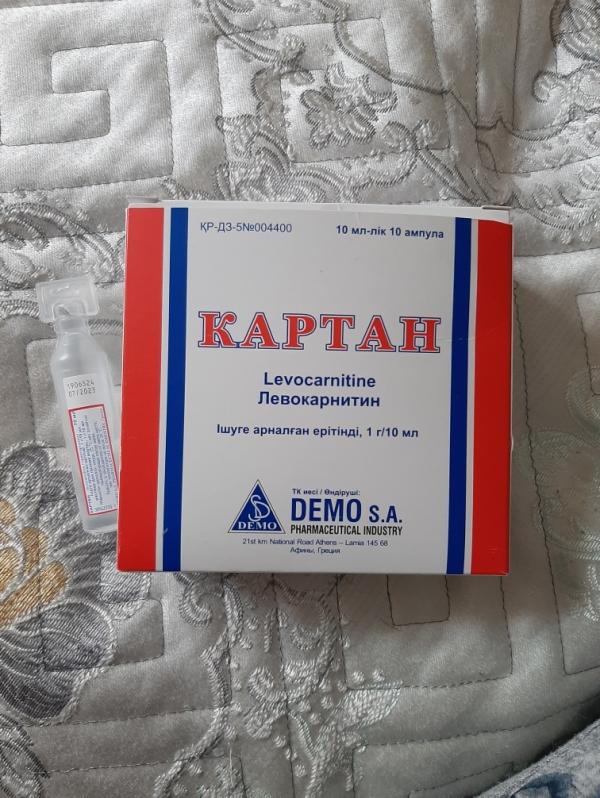 ҚР-ДЗ-5№004400
10 мл-лік 10 ампула
КАРТАН
Levocarnitine
Левокарнитин
Ішуге арналған ерітінді, 1 г/10 мл
ТК иесі / Өндіруші:
DEMO
DEMO S.A.
PHARMACEUTICAL INDUSTRY
21st km National Road Athens – Lamia 145 68
Афины, Греция
1906524
07/2023